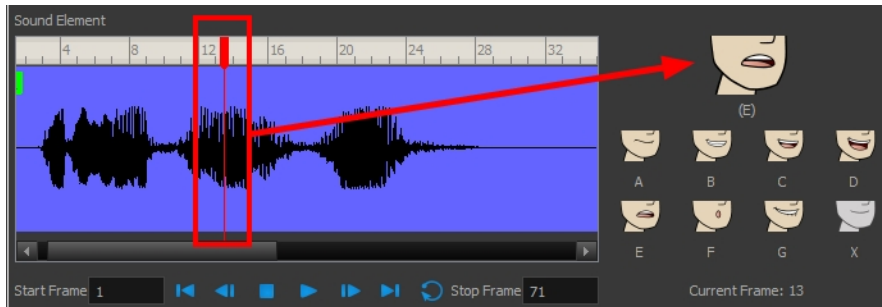 Sound Element
4 8 12 16 20 24 28 32
(E)
A B C D
E F G X
Start Frame 1 Stop Frame 71 Current Frame: 13